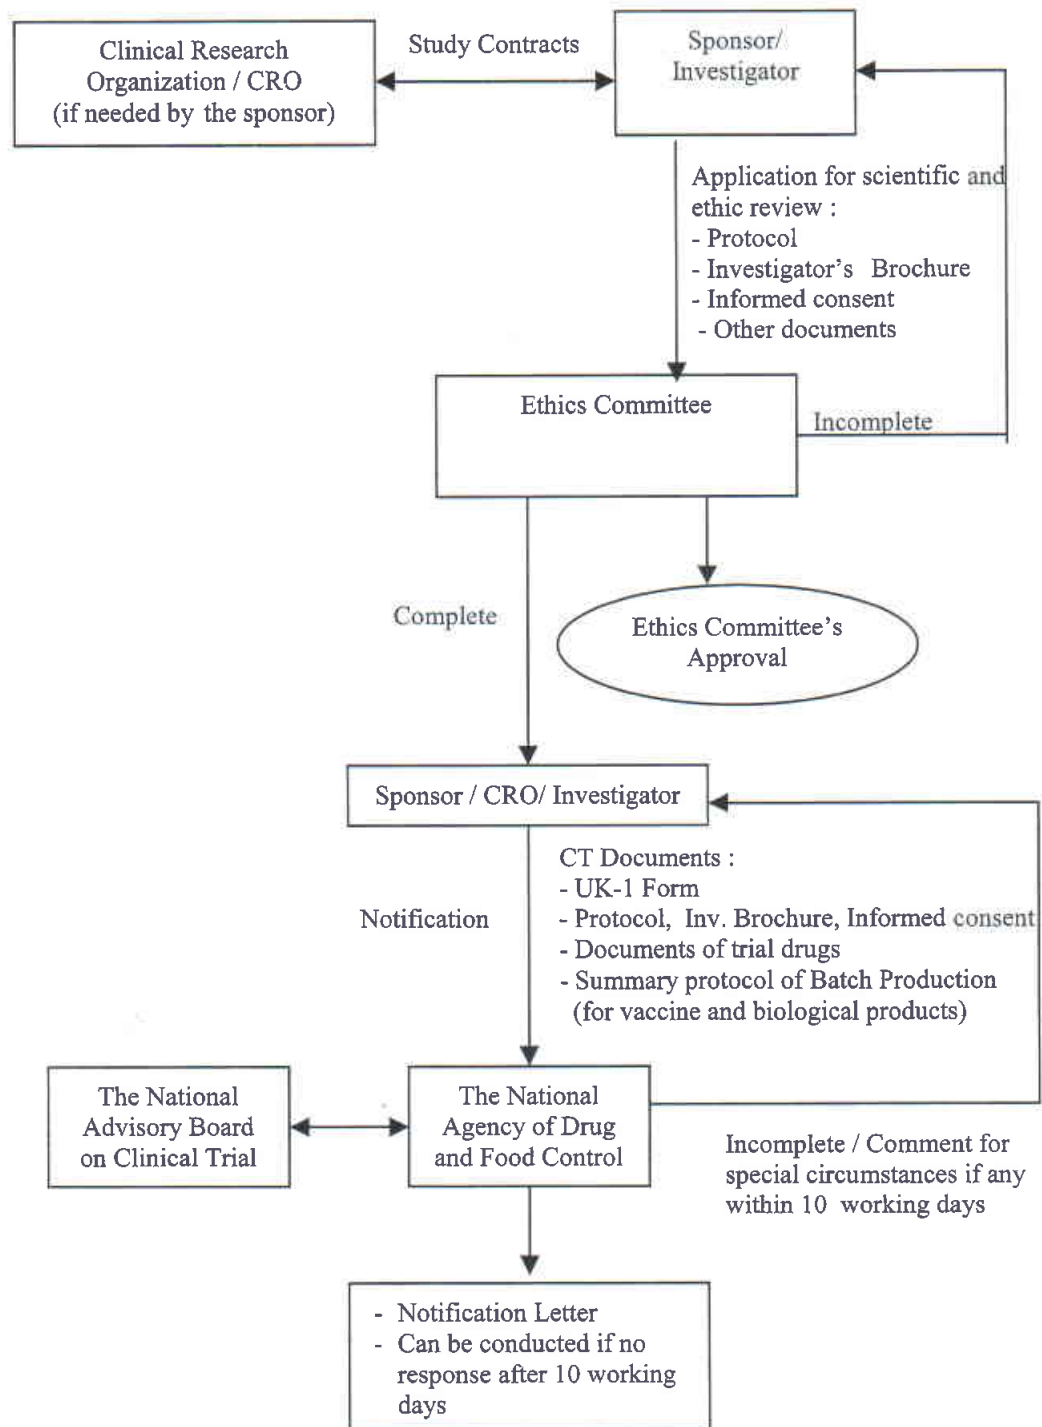 Clinical Research
Organization / CRO
(if needed by the sponsor)
Study Contracts
Sponsor/
Investigator
Application for scientific and
ethic review :
- Protocol
- Investigator's Brochure
- Informed consent
- Other documents
Ethics Committee
Incomplete
Complete
Ethics Committee's
Approval
Sponsor / CRO/ Investigator
Notification
CT Documents :
- UK-1 Form
- Protocol, Inv. Brochure, Informed consent
- Documents of trial drugs
- Summary protocol of Batch Production
(for vaccine and biological products)
The National
Advisory Board
on Clinical Trial
The National
Agency of Drug
and Food Control
Incomplete / Comment for
special circumstances if any
within 10 working days
- Notification Letter
- Can be conducted if no
response after 10 working
days